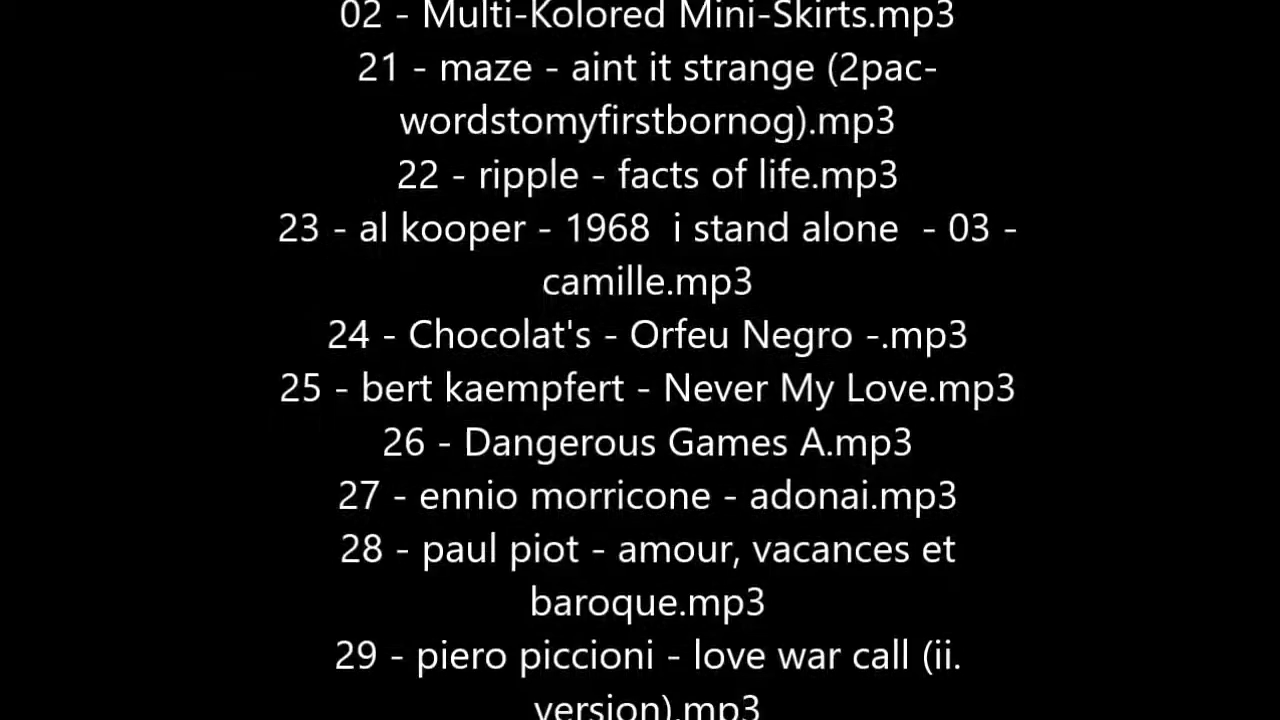 02 - Multi-Kolored Mini-Skirts.mp3
21 - maze - aint it strange (2pac-
wordstomyfirstbornog).mp3
22 - ripple - facts of life.mp3
23 - al kooper - 1968  i stand alone  - 03 -
camille.mp3
24 - Chocolat's - Orfeu Negro -.mp3
25 - bert kaempfert - Never My Love.mp3
26 - Dangerous Games A.mp3
27 - ennio morricone - adonai.mp3
28 - paul piot - amour, vacances et
baroque.mp3
29 - piero piccioni - love war call (ii.
version).mp3